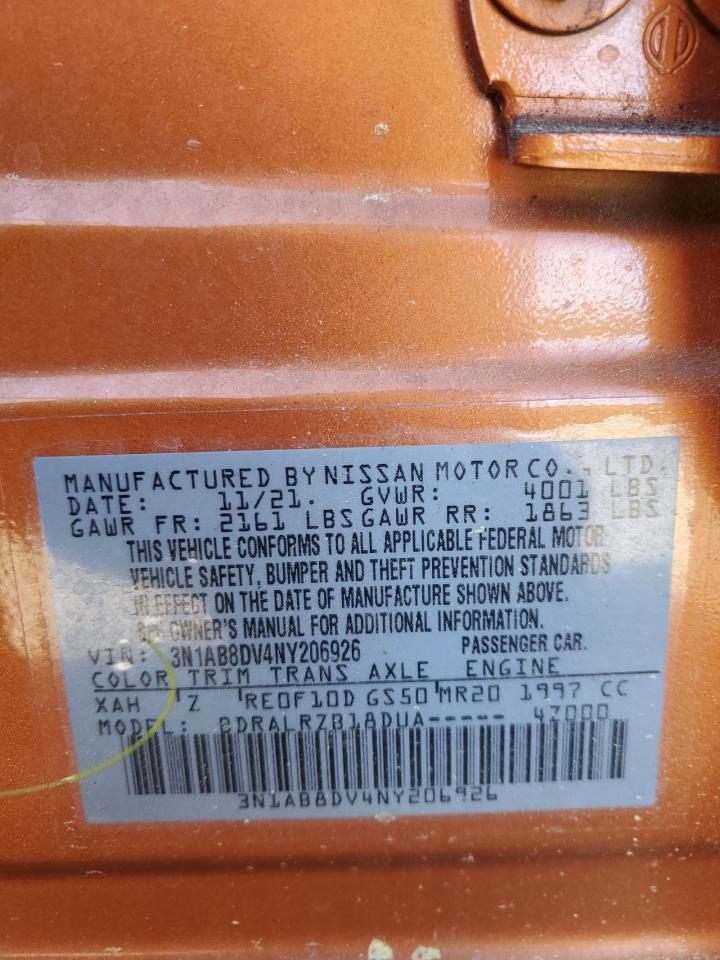 MANUFACTURED BY NISSAN MOTOR CO., LTD.
DATE: 11/21. GVWR: 4001 LBS
GAWR FR: 2161 LBS GAWR RR: 1863 LBS
THIS VEHICLE CONFORMS TO ALL APPLICABLE FEDERAL MOTOR
VEHICLE SAFETY, BUMPER AND THEFT PREVENTION STANDARDS
IN EFFECT ON THE DATE OF MANUFACTURE SHOWN ABOVE.
SEE OWNER'S MANUAL FOR ADDITIONAL INFORMATION.
VIN: 3N1AB8DV4NY206926 PASSENGER CAR.
COLOR TRIM TRANS AXLE ENGINE
XAH Z RE0F10D GS50 MR20 1997 CC
MODEL: BDRALRZB18DUA----- 47000
3N1AB8DV4NY206926